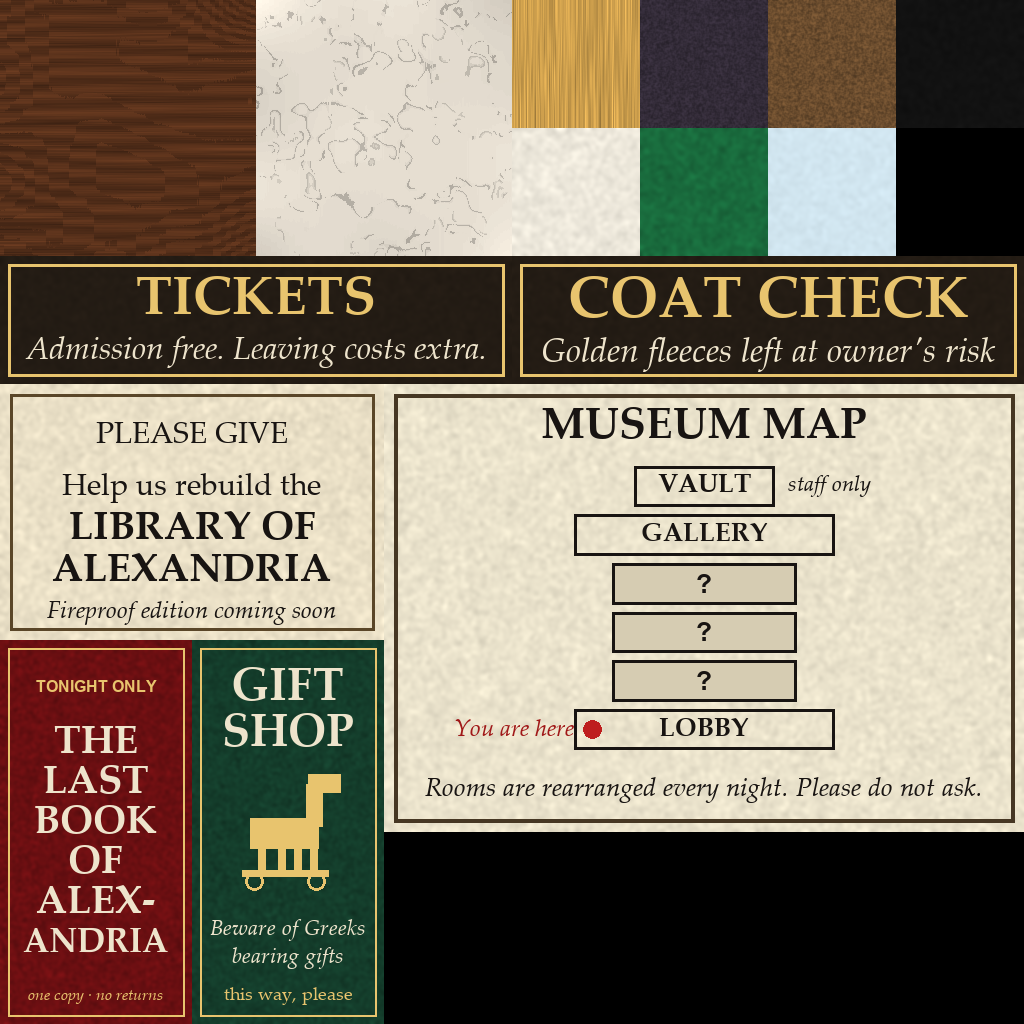 TICKETS
Admission free. Leaving costs extra.
COAT CHECK
Golden fleeces left at owner's risk
PLEASE GIVE
Help us rebuild the
LIBRARY OF
ALEXANDRIA
Fireproof edition coming soon
MUSEUM MAP
VAULT staff only
GALLERY
?
?
?
You are here LOBBY
Rooms are rearranged every night. Please do not ask.
TONIGHT ONLY
THE
LAST
BOOK
OF
ALEX-
ANDRIA
one copy · no returns
GIFT
SHOP
Beware of Greeks
bearing gifts
this way, please